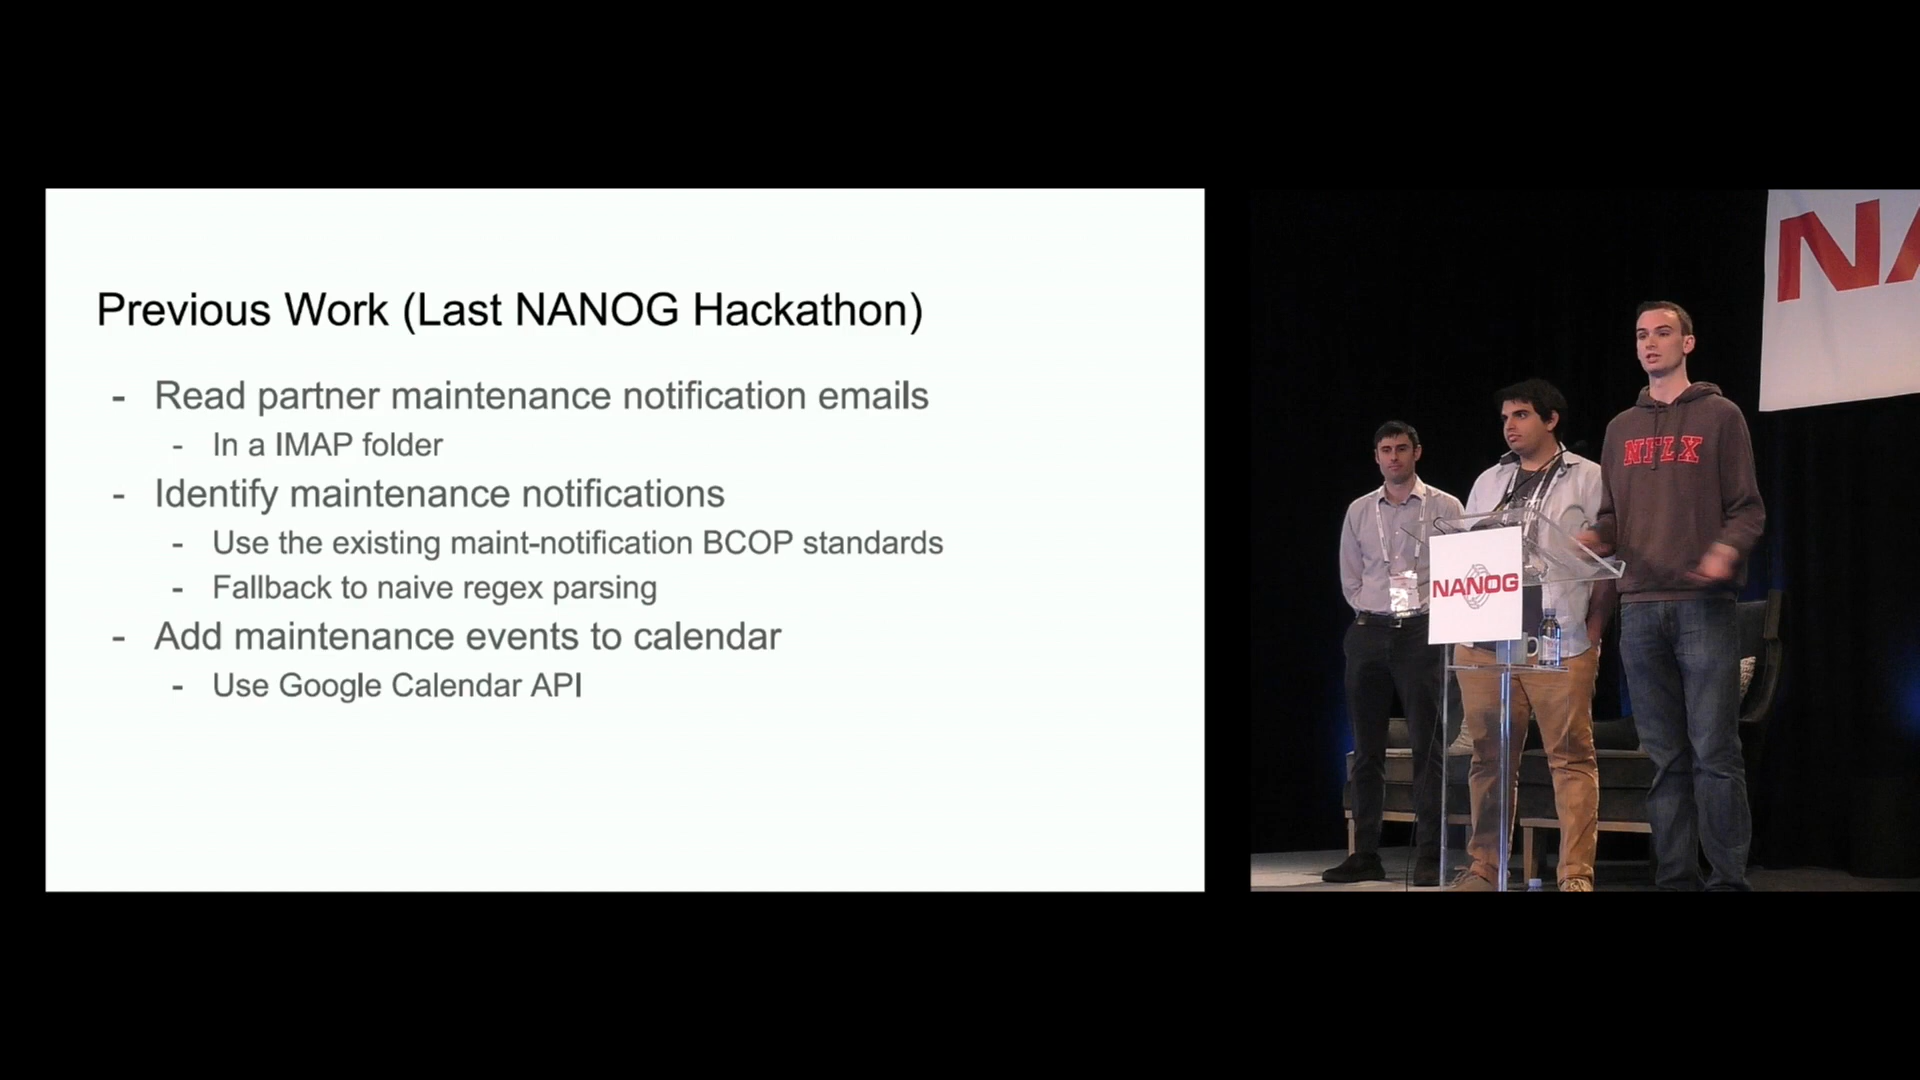 Previous Work (Last NANOG Hackathon)
- Read partner maintenance notification emails
- In a IMAP folder
- Identify maintenance notifications
- Use the existing maint-notification BCOP standards
- Fallback to naive regex parsing
- Add maintenance events to calendar
- Use Google Calendar API
NA
NFLX
NANOG